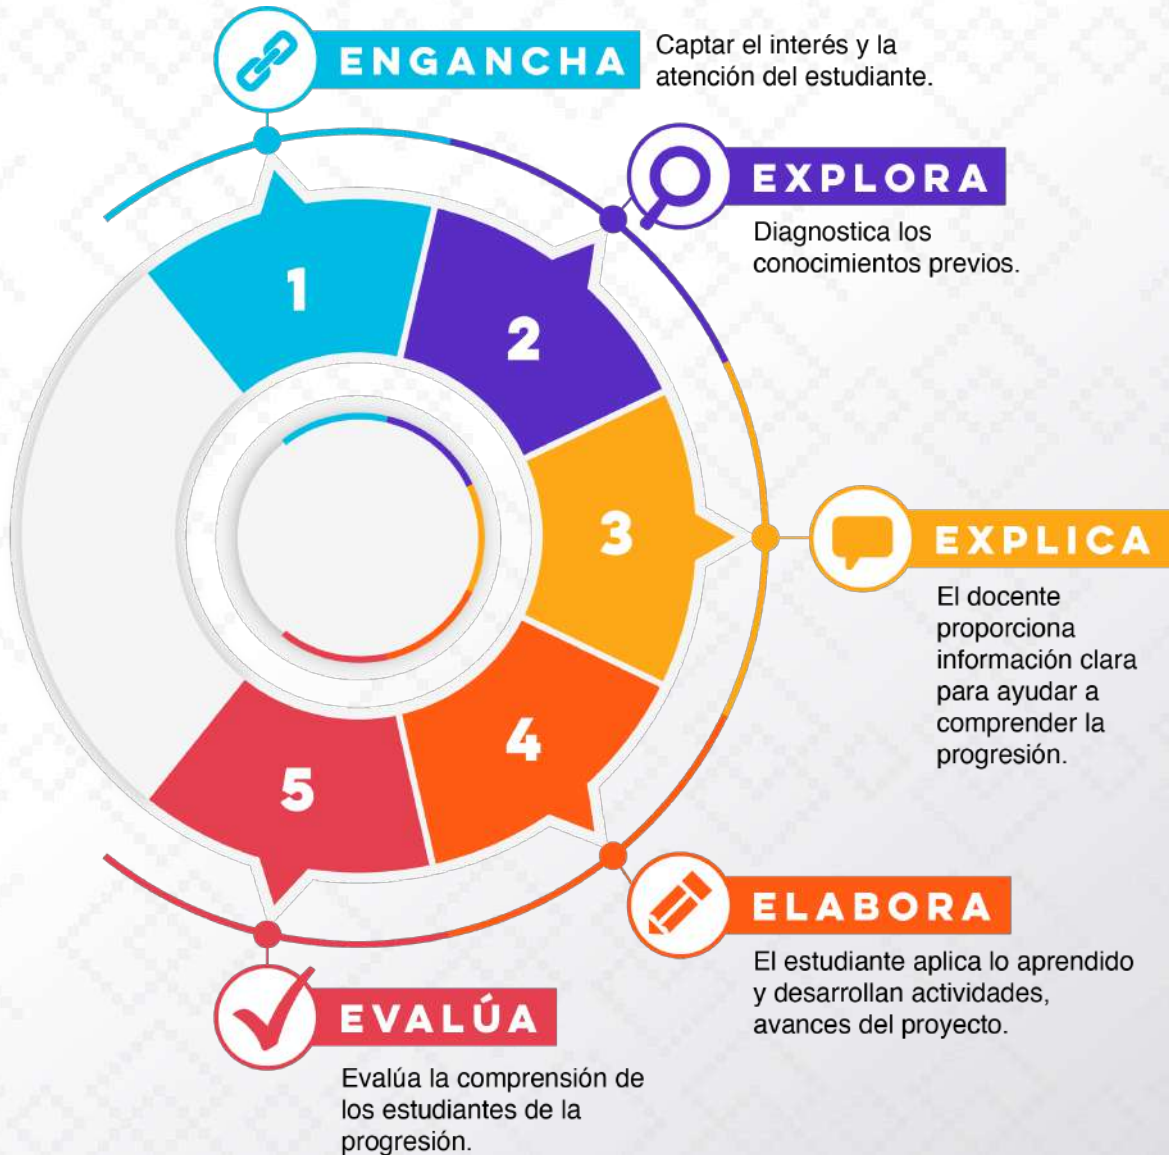 ENGANCHA
Captar el interés y la
atención del estudiante.
1
EXPLORA
Diagnostica los
conocimientos previos.
2
EXPLICA
El docente
proporciona
información clara
para ayudar a
comprender la
progresión.
3
ELABORA
El estudiante aplica lo aprendido
y desarrollan actividades,
avances del proyecto.
4
EVALÚA
Evalúa la comprensión de
los estudiantes de la
progresión.
5